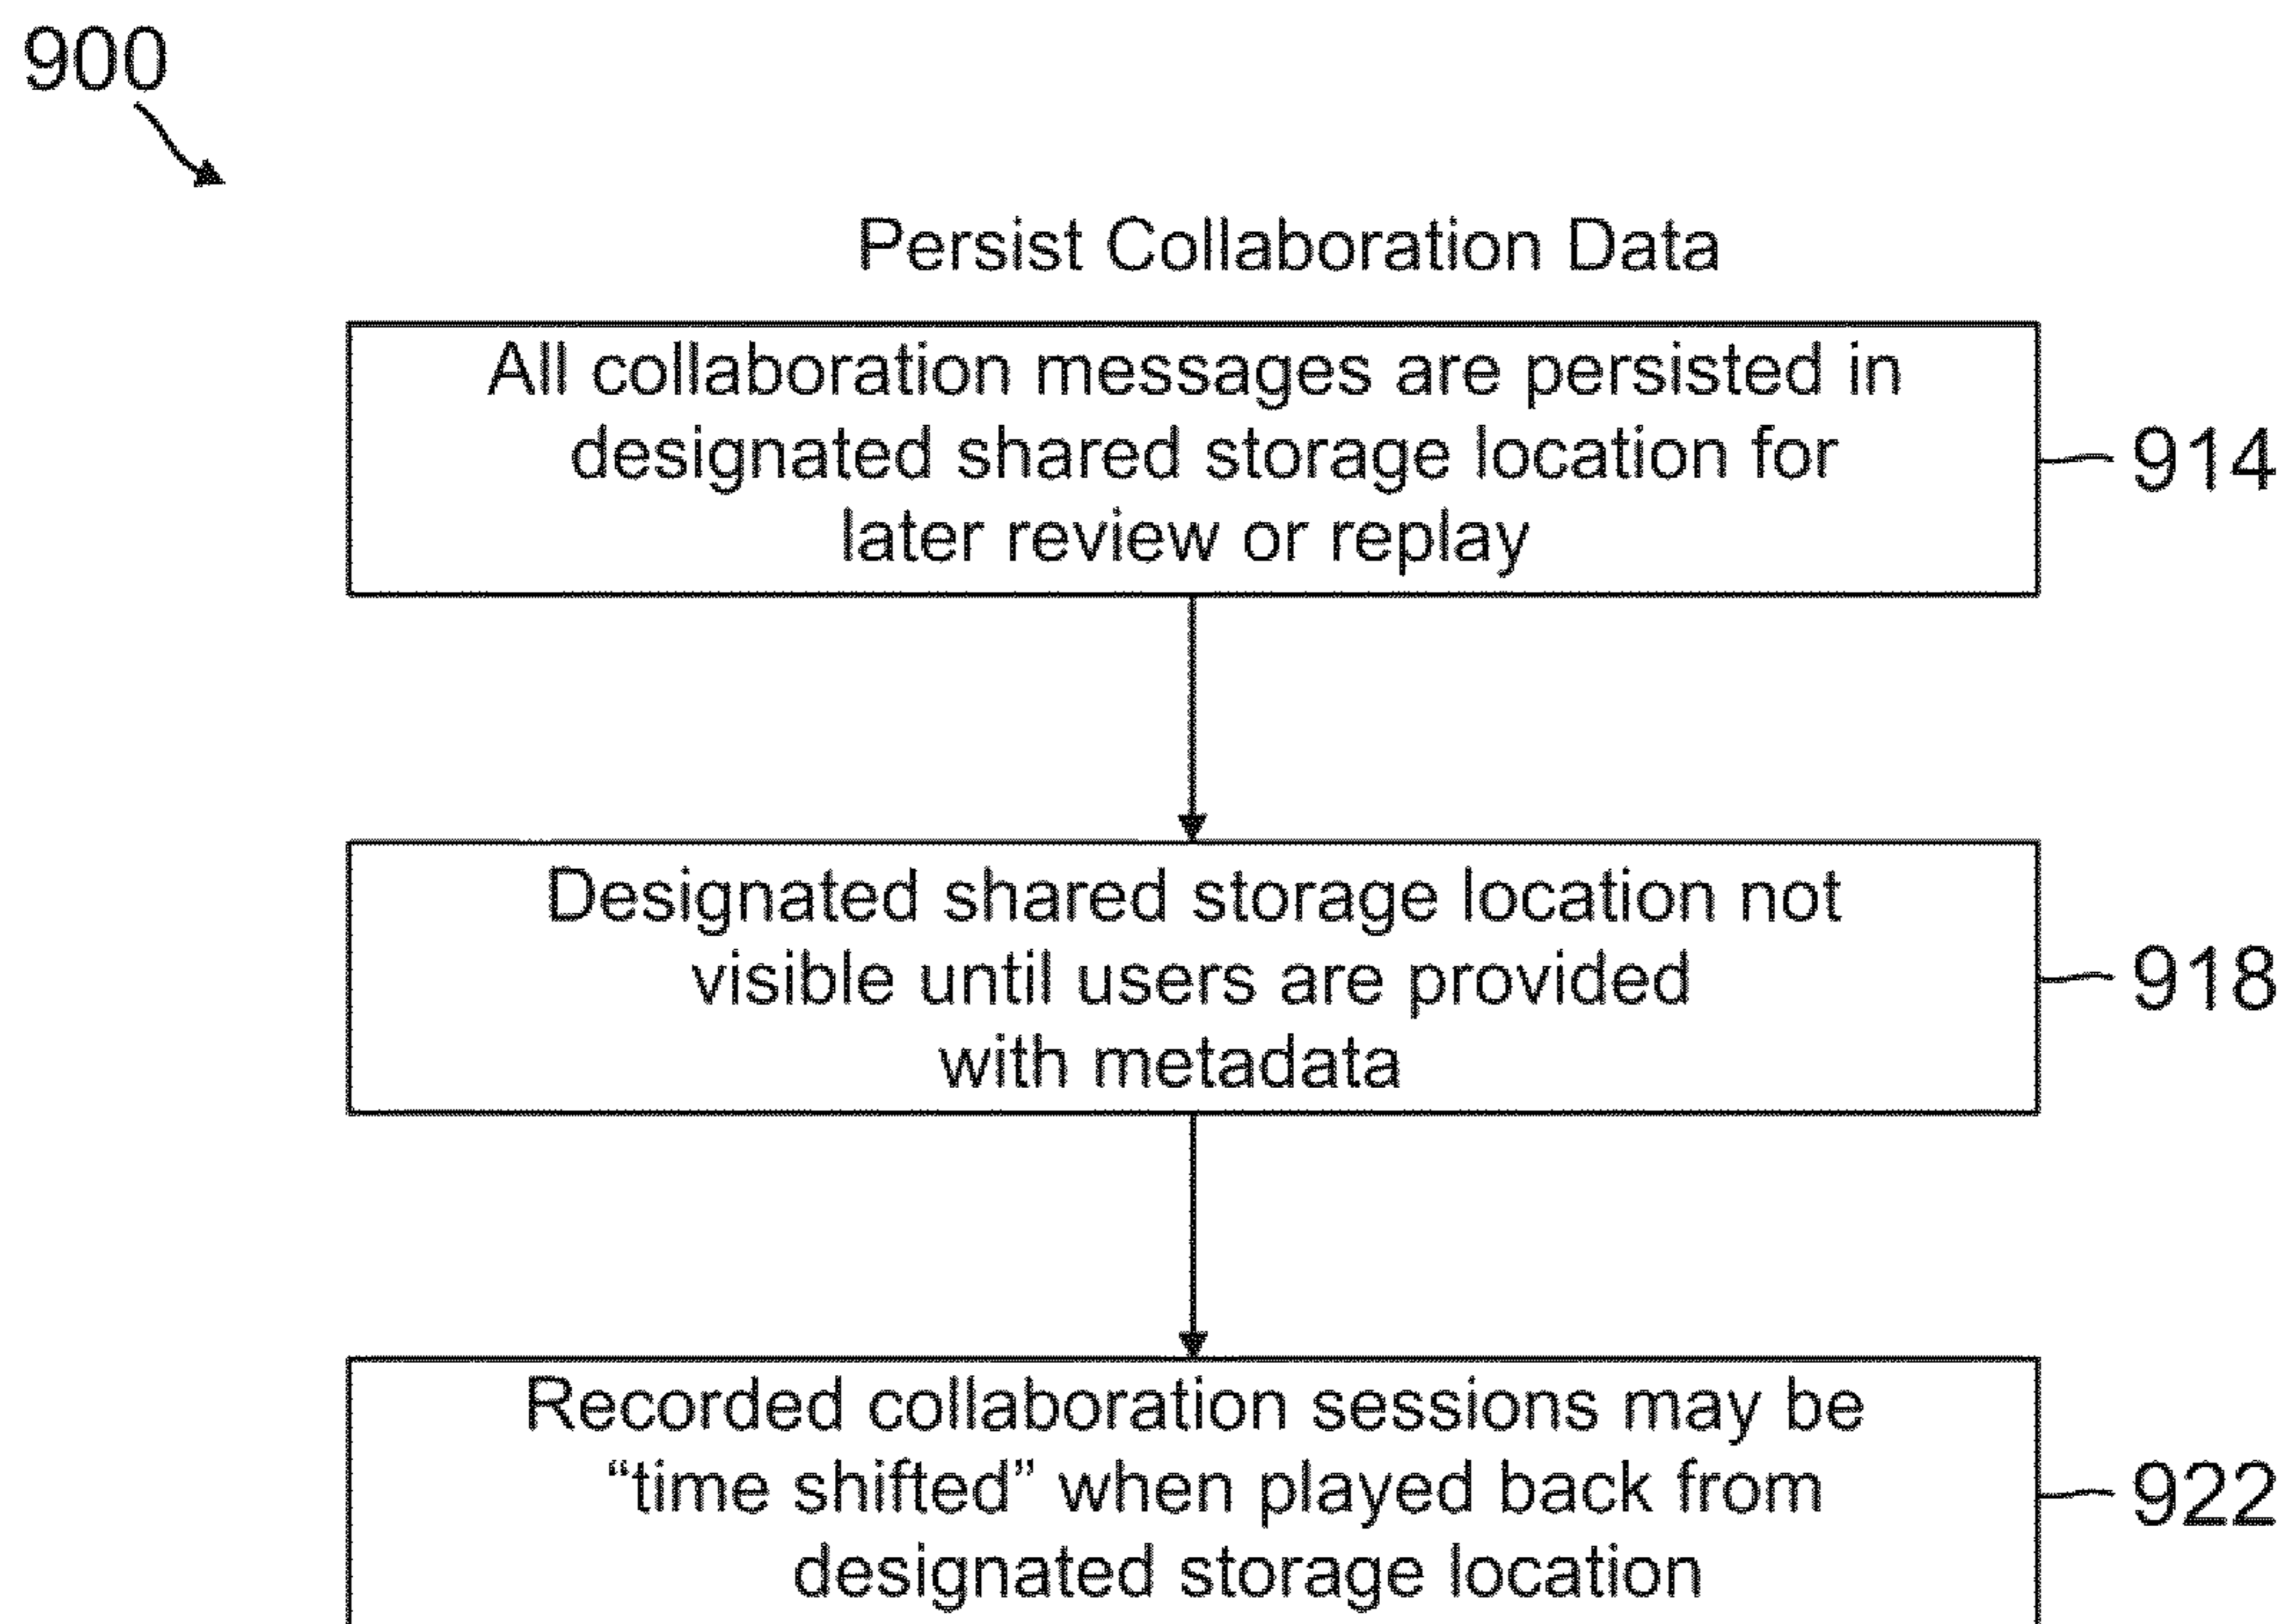 900
Persist Collaboration Data
All collaboration messages are persisted in
designated shared storage location for
later review or replay
914
Designated shared storage location not
visible until users are provided
with metadata
918
Recorded collaboration sessions may be
“time shifted” when played back from
designated storage location
922